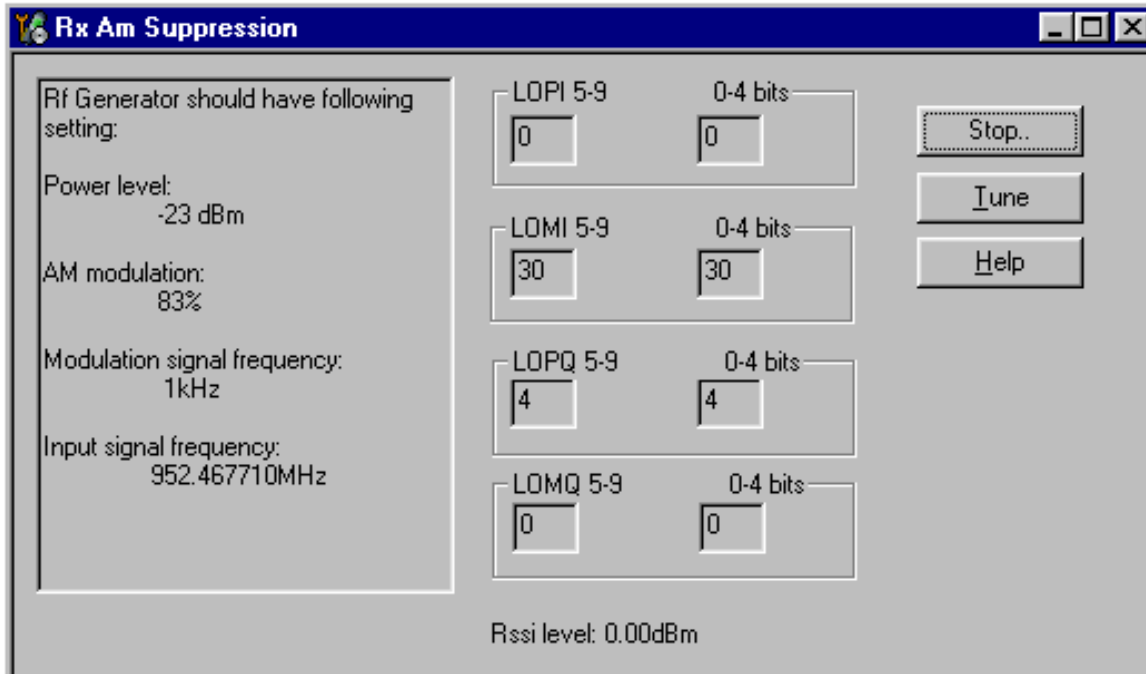 Rx Am Suppression
Rf Generator should have following
setting:
Power level:
-23 dBm
AM modulation:
83%
Modulation signal frequency:
1kHz
Input signal frequency:
952.467710MHz
LOPI 5-9 0-4 bits
0 0
LOMI 5-9 0-4 bits
30 30
LOPQ 5-9 0-4 bits
4 4
LOMQ 5-9 0-4 bits
0 0
Rssi level: 0.00dBm
Stop..
Tune
Help